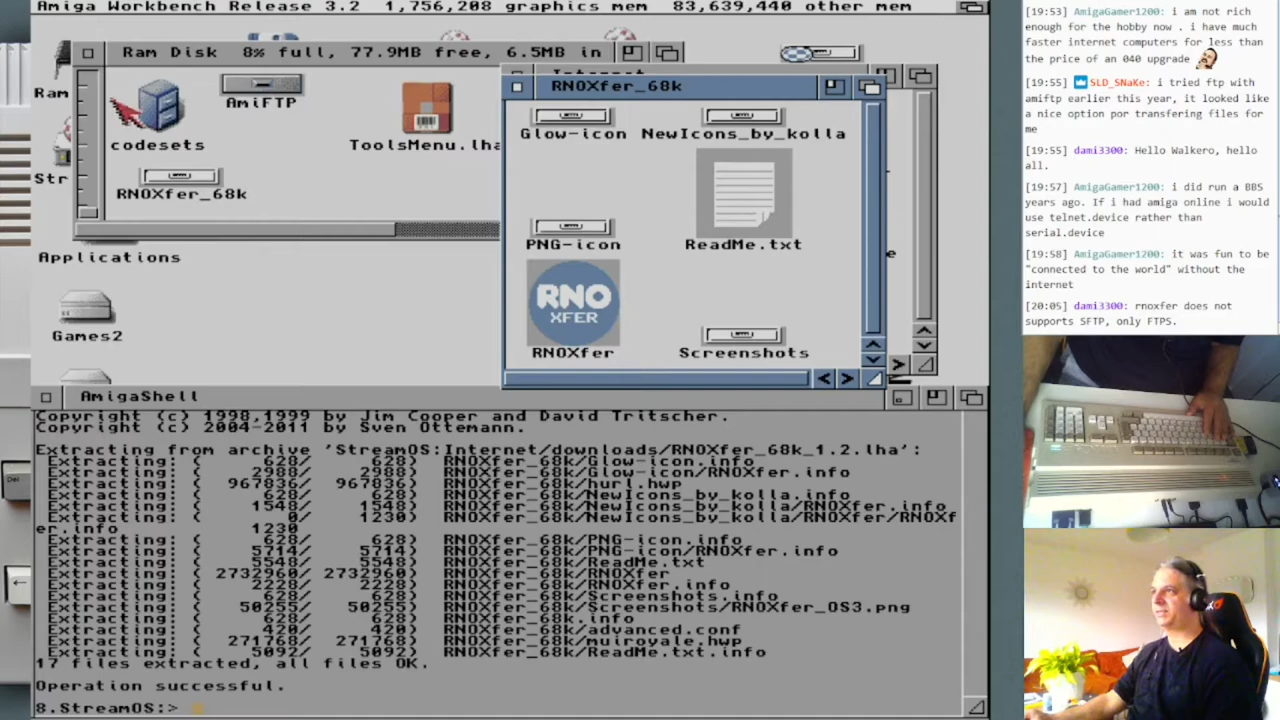 Amiga Workbench Release 3.2   1,756,208 graphics mem   83,639,440 other mem
Ram Disk  8% full, 77.9MB free, 6.5MB in
Ram
codesets
AmiFTP
ToolsMenu.lha
RNOXfer_68k
Str
Applications
Games2
RNOXfer_68k
Glow-icon
NewIcons_by_kolla
PNG-icon
ReadMe.txt
RNO
XFER
RNOXfer
Screenshots
AmigaShell
Copyright (c) 1998,1999 by Jim Cooper and David Tritscher.
Copyright (c) 2004-2011 by Sven Ottemann.
Extracting from archive 'StreamOS:Internet/downloads/RNOXfer_68k_1.2.lha':
Extracting: (     628/     628)  RNOXfer_68k/Glow-icon.info
Extracting: (    2988/    2988)  RNOXfer_68k/Glow-icon/RNOXfer.info
Extracting: (  967836/  967836)  RNOXfer_68k/hurl.hwp
Extracting: (     628/     628)  RNOXfer_68k/NewIcons_by_kolla.info
Extracting: (    1548/    1548)  RNOXfer_68k/NewIcons_by_kolla/RNOXfer.info
Extracting: (       0/    1230)  RNOXfer_68k/NewIcons_by_kolla/RNOXfer/RNOXf
er.info      1230
Extracting: (     628/     628)  RNOXfer_68k/PNG-icon.info
Extracting: (    5714/    5714)  RNOXfer_68k/PNG-icon/RNOXfer.info
Extracting: (    5548/    5548)  RNOXfer_68k/ReadMe.txt
Extracting: ( 2732960/ 2732960)  RNOXfer_68k/RNOXfer
Extracting: (    2228/    2228)  RNOXfer_68k/RNOXfer.info
Extracting: (     628/     628)  RNOXfer_68k/Screenshots.info
Extracting: (   50255/   50255)  RNOXfer_68k/Screenshots/RNOXfer_OS3.png
Extracting: (     628/     628)  RNOXfer_68k.info
Extracting: (     420/     420)  RNOXfer_68k/advanced.conf
Extracting: (  271768/  271768)  RNOXfer_68k/muiroyale.hwp
Extracting: (    5092/    5092)  RNOXfer_68k/ReadMe.txt.info
17 files extracted, all files OK.
Operation successful.
8.StreamOS:>
[19:53] AmigaGamer1200: i am not rich
enough for the hobby now . i have much
faster internet computers for less than
the price of an 040 upgrade
[19:55] SLD_SNaKe: i tried ftp with
amiftp earlier this year, it looked like
a nice option por transfering files for
me
[19:55] dami3300: Hello Walkero, hello
all.
[19:57] AmigaGamer1200: i did run a BBS
years ago. If i had amiga online i would
use telnet.device rather than
serial.device
[19:58] AmigaGamer1200: it was fun to be
"connected to the world" without the
internet
[20:05] dami3300: rnoxfer does not
supports SFTP, only FTPS.
Del